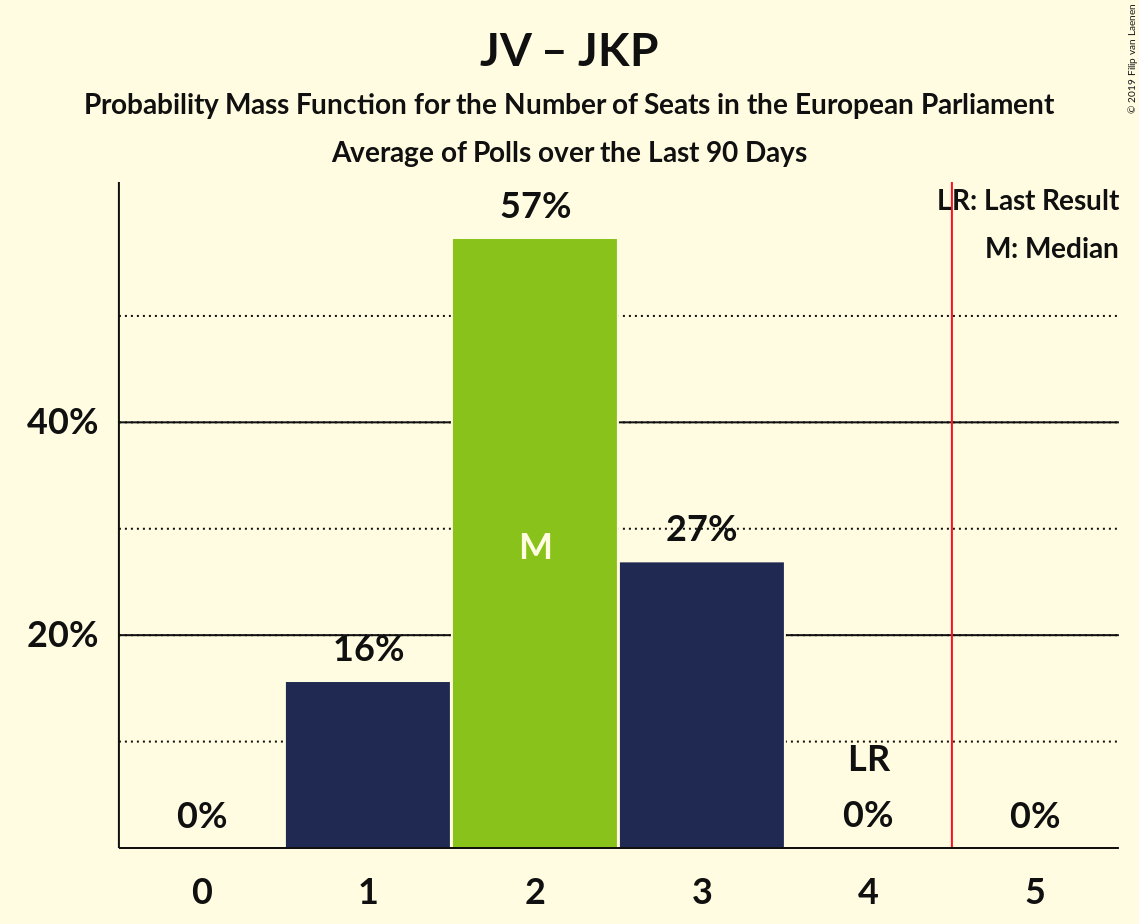 JV – JKP
Probability Mass Function for the Number of Seats in the European Parliament
Average of Polls over the Last 90 Days
© 2019 Filip van Laenen
LR: Last Result
M: Median
57%
40%
M
27%
20%
16%
LR
0%
0%
0%
0 1 2 3 4 5